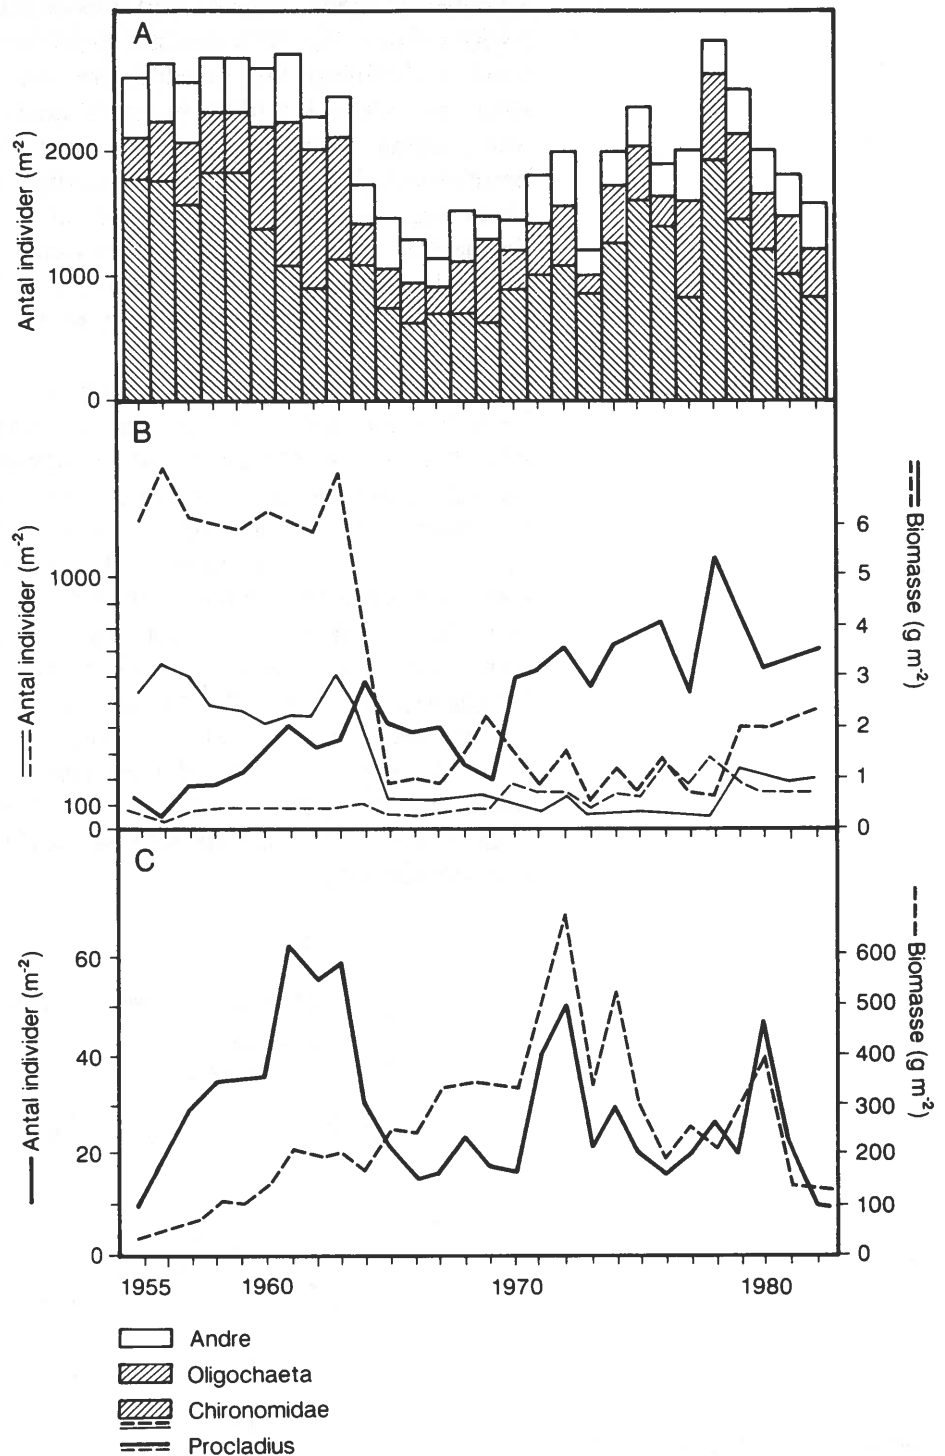 A
Antal individer (m⁻²)
2000
1000
0
B
Antal individer (m⁻²)
1000
100
0
Biomasse (g m⁻²)
6
5
4
3
2
1
0
C
Antal individer (m⁻²)
60
40
20
0
Biomasse (g m⁻²)
600
500
400
300
200
100
0
1955 1960 1970 1980
Andre
Oligochaeta
Chironomidae
Procladius